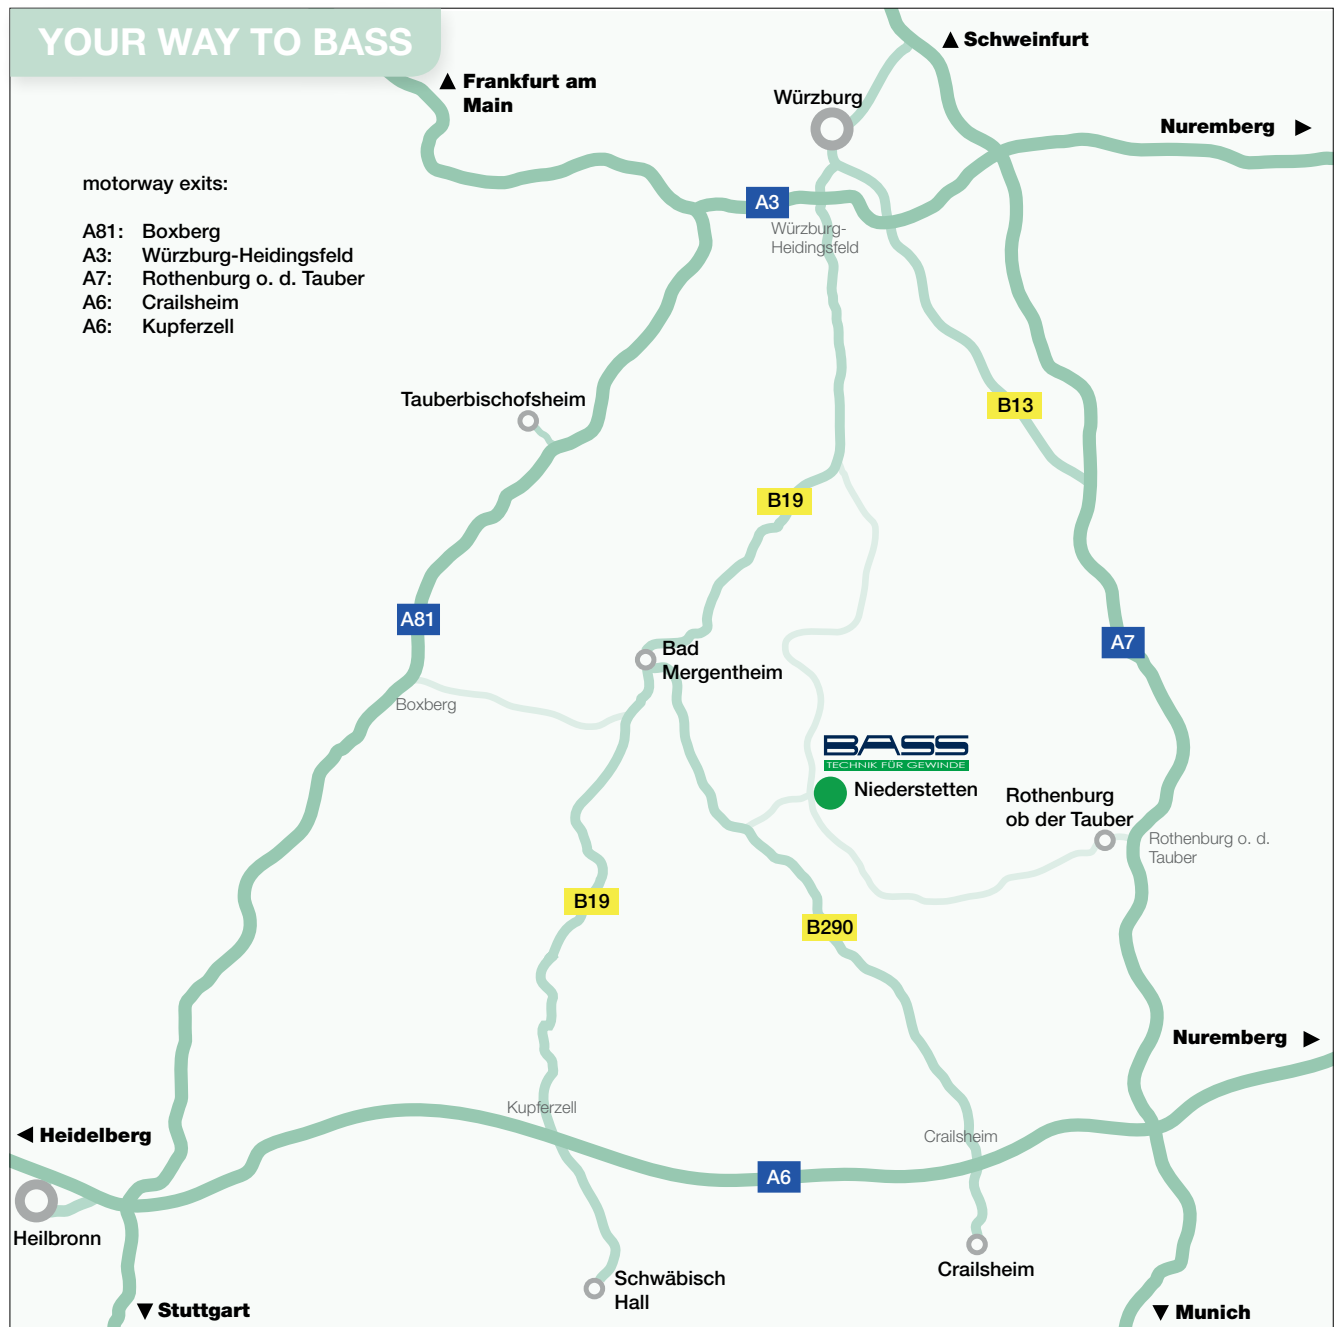 YOUR WAY TO BASS
Schweinfurt
Frankfurt am
Main
Würzburg
Nuremberg
motorway exits:
A3
A81: Boxberg
A3: Würzburg-Heidingsfeld
A7: Rothenburg o. d. Tauber
A6: Crailsheim
A6: Kupferzell
Würzburg-
Heidingsfeld
Tauberbischofsheim
B13
B19
A81
A7
Bad
Mergentheim
Boxberg
BASS
TECHNIK FÜR GEWINDE
Niederstetten
Rothenburg
ob der Tauber
Rothenburg o. d.
Tauber
B19
B290
Nuremberg
Kupferzell
Heidelberg
Crailsheim
A6
Heilbronn
Crailsheim
Schwäbisch
Hall
Stuttgart
Munich